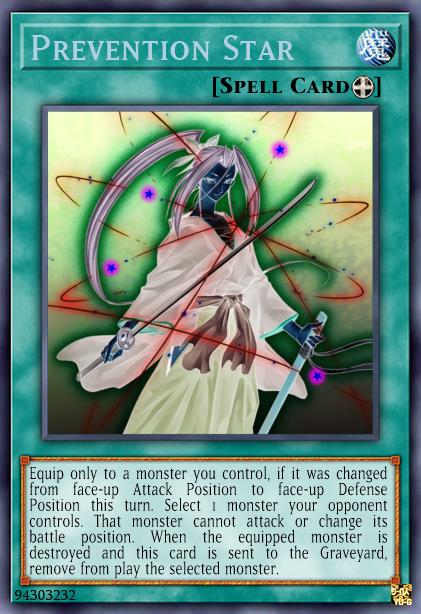 Prevention Star
魔
[Spell Card]
Equip only to a monster you control, if it was changed
from face-up Attack Position to face-up Defense
Position this turn. Select 1 monster your opponent
controls. That monster cannot attack or change its
battle position. When the equipped monster is
destroyed and this card is sent to the Graveyard,
remove from play the selected monster.
94303232